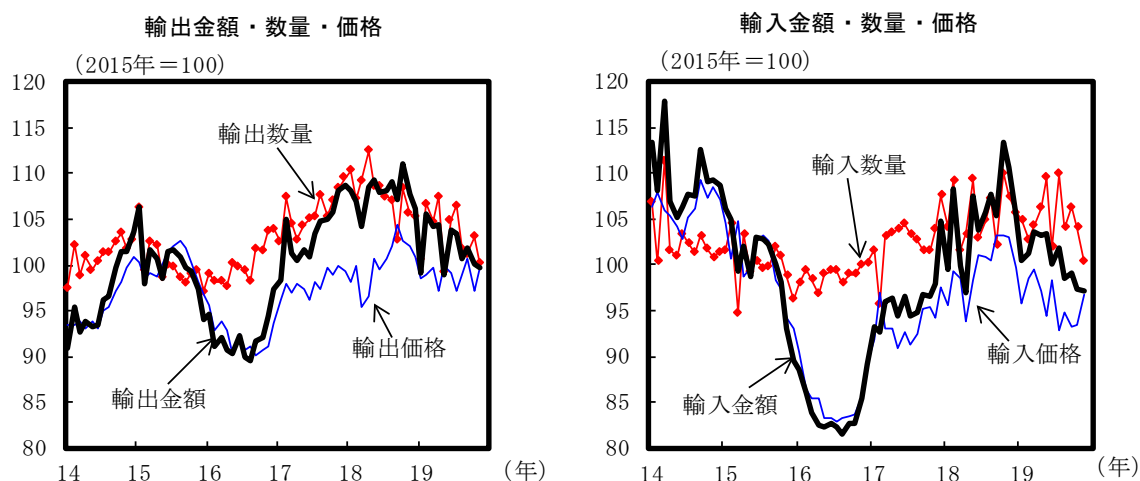 輸出金額・数量・価格
（2015年＝100）
120
115
110
105
100
95
90
85
80
輸出数量
輸出価格
輸出金額
14 15 16 17 18 19 (年)
輸入金額・数量・価格
（2015年＝100）
120
115
110
105
100
95
90
85
80
輸入数量
輸入価格
輸入金額
14 15 16 17 18 19 (年)